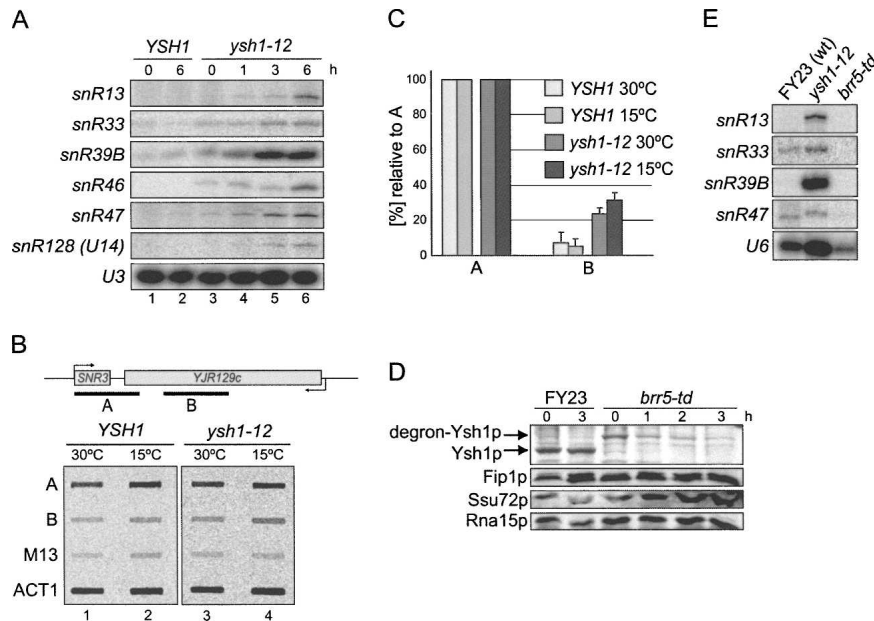 A
YSH1 ysh1-12
0 6 0 1 3 6 h
snR13
snR33
snR39B
snR46
snR47
snR128 (U14)
U3
1 2 3 4 5 6
B
SNR3 YJR129c
A B
YSH1 ysh1-12
30ºC 15ºC 30ºC 15ºC
A
B
M13
ACT1
1 2 3 4
C
[%] relative to A
100
80
60
40
20
0
A B
YSH1 30ºC
YSH1 15ºC
ysh1-12 30ºC
ysh1-12 15ºC
D
FY23 brr5-td
0 3 0 1 2 3 h
degron-Ysh1p
Ysh1p
Fip1p
Ssu72p
Rna15p
E
FY23 (wt)
ysh1-12
brr5-td
snR13
snR33
snR39B
snR47
U6